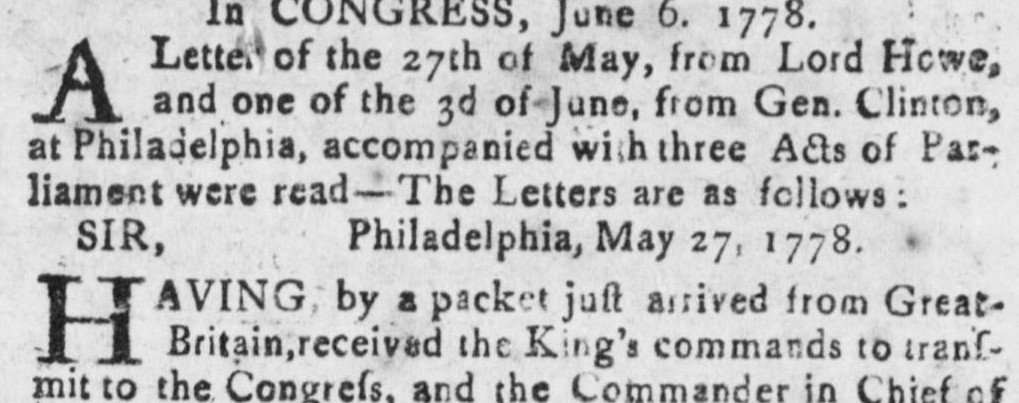 In CONGRESS, June 6. 1778.
A Letter of the 27th of May, from Lord Howe,
and one of the 3d of June, from Gen. Clinton,
at Philadelphia, accompanied with three Acts of Par-
liament were read—The Letters are as follows:
SIR, Philadelphia, May 27, 1778.
HAVING, by a packet juſt arrived from Great-
Britain, received the King's commands to tranſ-
mit to the Congreſs, and the Commander in Chief of